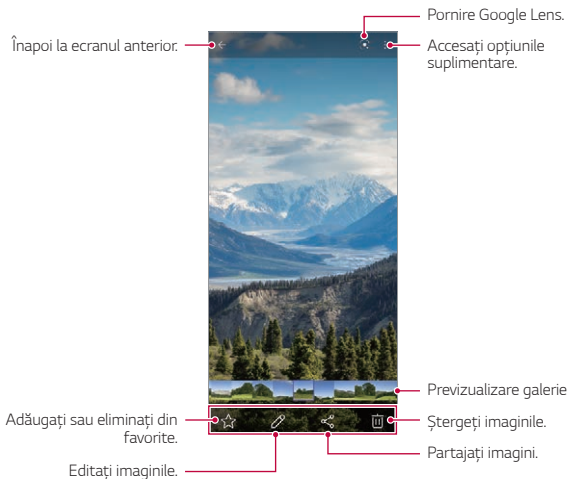 Pornire Google Lens.
Înapoi la ecranul anterior.
Accesați opțiunile
suplimentare.
Previzualizare galerie
Adăugați sau eliminați din
favorite.
Ștergeți imaginile.
Partajați imagini.
Editați imaginile.